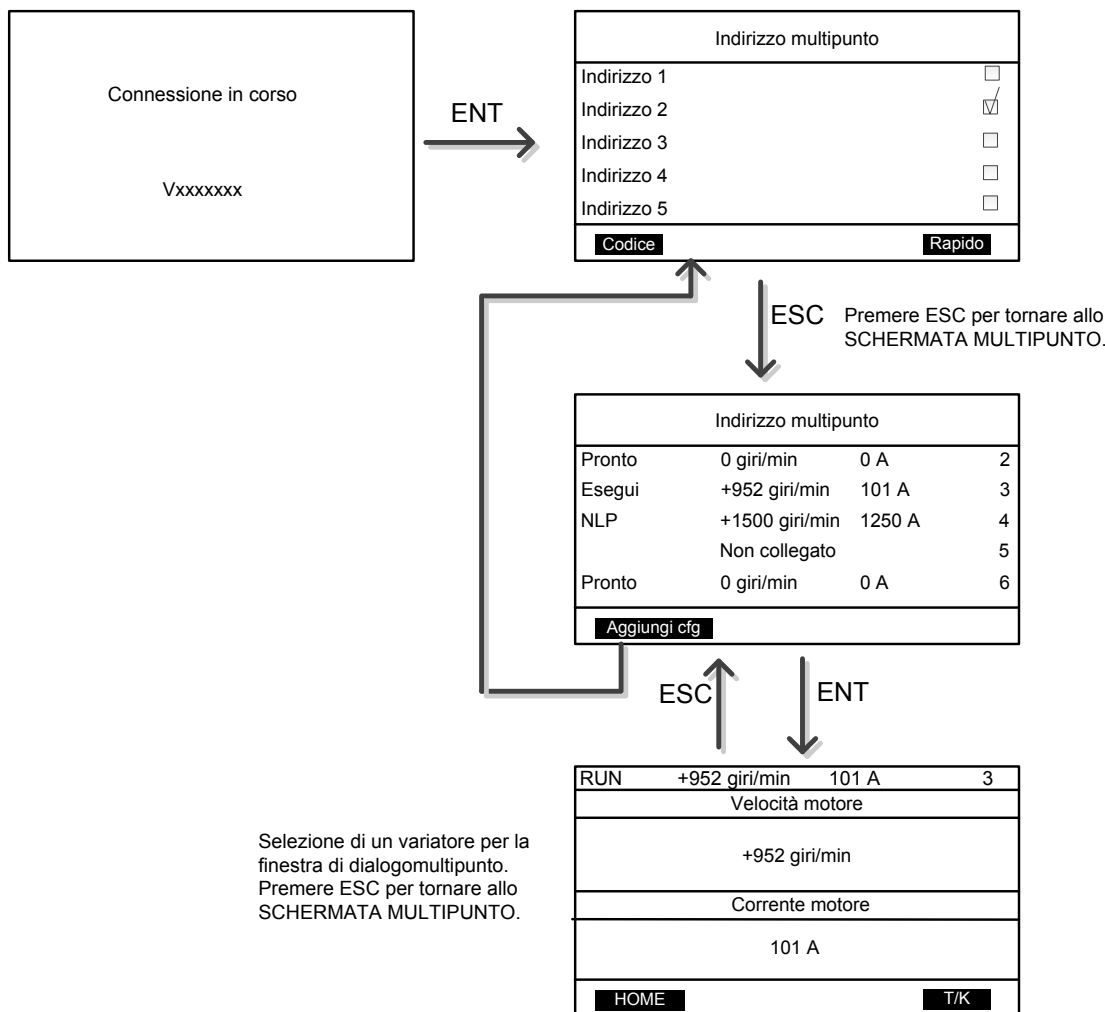 Connessione in corso
Vxxxxxxx
ENT
Indirizzo multipunto
Indirizzo 1
Indirizzo 2
Indirizzo 3
Indirizzo 4
Indirizzo 5
Codice Rapido
ESC
Premere ESC per tornare allo
SCHERMATA MULTIPUNTO.
Indirizzo multipunto
Pronto 0 giri/min 0 A 2
Esegui +952 giri/min 101 A 3
NLP +1500 giri/min 1250 A 4
Non collegato 5
Pronto 0 giri/min 0 A 6
Aggiungi cfg
ESC ENT
RUN +952 giri/min 101 A 3
Velocità motore
+952 giri/min
Corrente motore
101 A
HOME T/K
Selezione di un variatore per la
finestra di dialogomultipunto.
Premere ESC per tornare allo
SCHERMATA MULTIPUNTO.